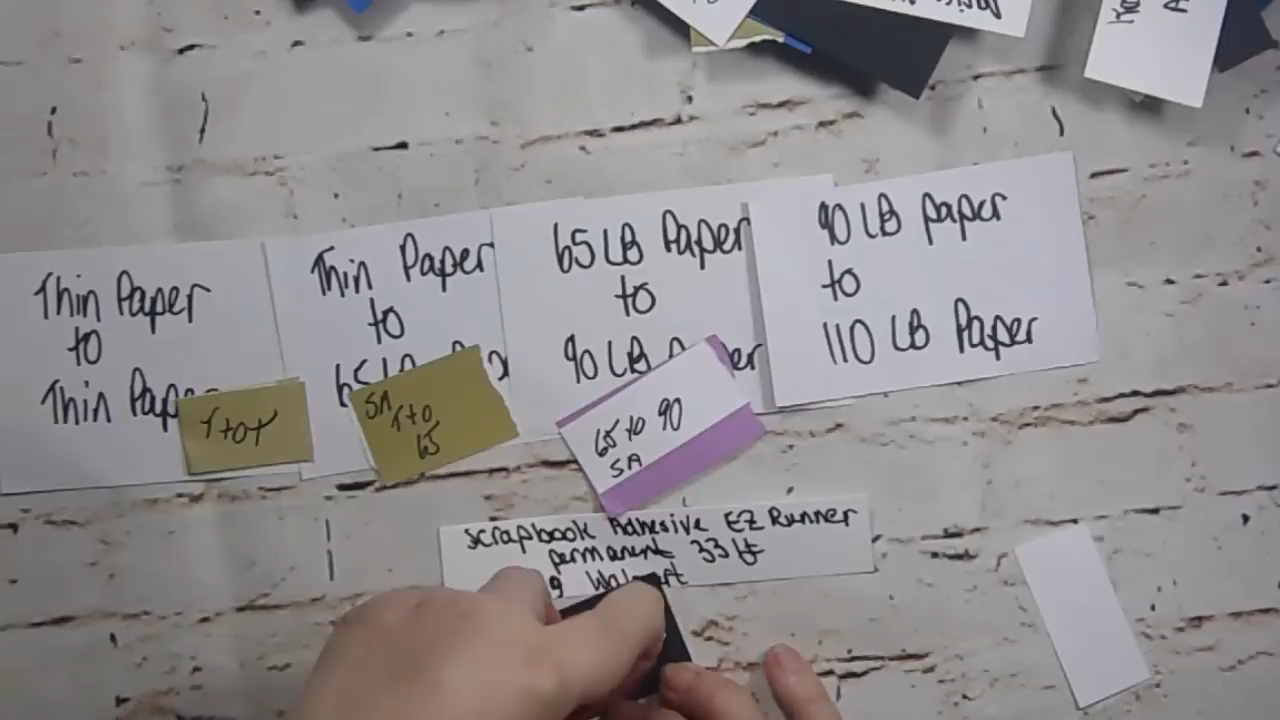 Thin Paper
to
Thin Pap
T to T
Thin Paper
to
65
SA
T to
65
65 LB Paper
to
90 LB
65 to 90
SA
90 LB paper
to
110 LB Paper
scrapbook Adhesive EZ Runner
permanent 33 ft